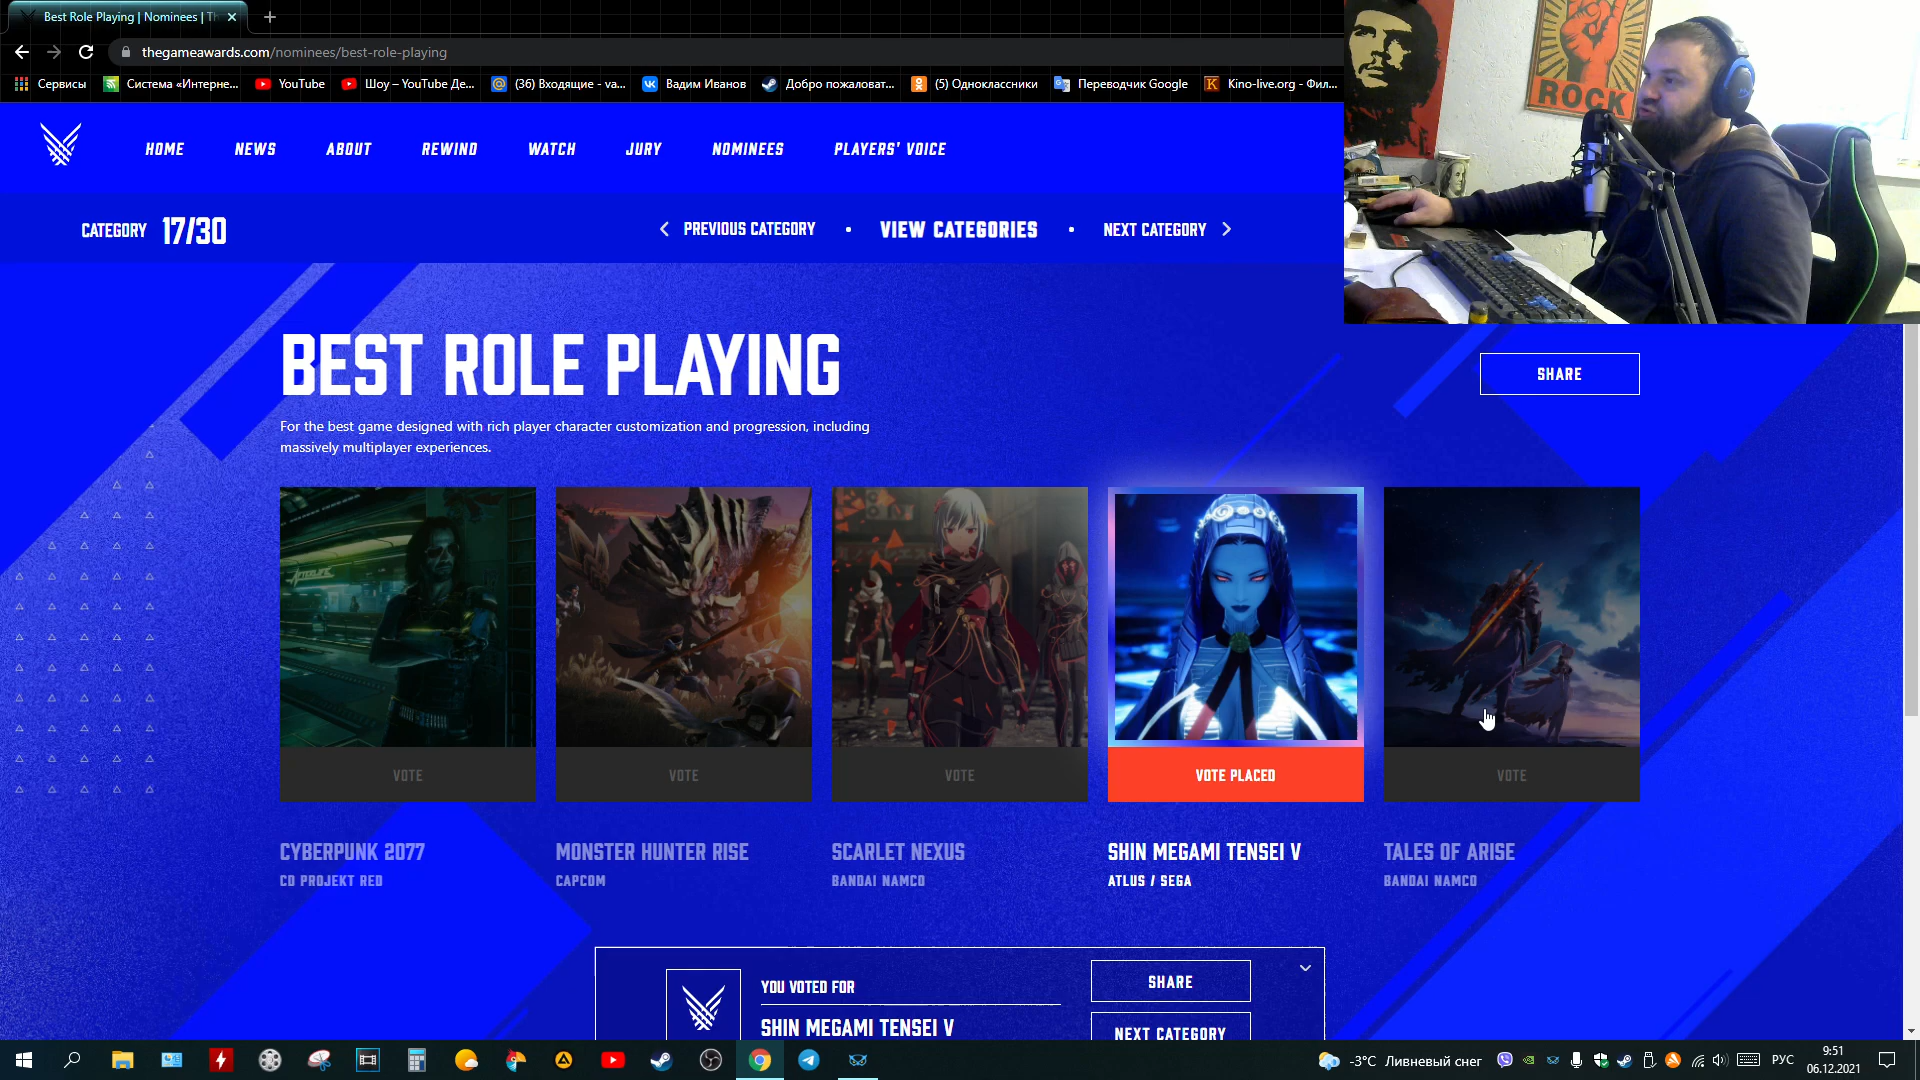 Best Role Playing | Nominees | Th
thegameawards.com/nominees/best-role-playing
Сервисы
Система «Интерне...
YouTube
Шоу – YouTube Де...
(36) Входящие - va...
Вадим Иванов
Добро пожаловат...
(5) Одноклассники
Переводчик Google
Kino-live.org - Фил...
ROCK
HOME
NEWS
ABOUT
REWIND
WATCH
JURY
NOMINEES
PLAYERS' VOICE
CATEGORY 17/30
PREVIOUS CATEGORY
VIEW CATEGORIES
NEXT CATEGORY
BEST ROLE PLAYING
SHARE
For the best game designed with rich player character customization and progression, including
massively multiplayer experiences.
VOTE
VOTE
VOTE
VOTE PLACED
VOTE
CYBERPUNK 2077
CD PROJEKT RED
MONSTER HUNTER RISE
CAPCOM
SCARLET NEXUS
BANDAI NAMCO
SHIN MEGAMI TENSEI V
ATLUS / SEGA
TALES OF ARISE
BANDAI NAMCO
YOU VOTED FOR
SHIN MEGAMI TENSEI V
SHARE
NEXT CATEGORY
-3°C Ливневый снег
РУС
9:51
06.12.2021